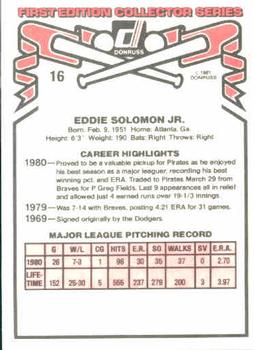 FIRST EDITION COLLECTOR SERIES
DONRUSS
16
© 1981
DONRUSS
EDDIE SOLOMON JR.
Born: Feb. 9, 1951 Home: Atlanta, Ga.
Height: 6'3" Weight: 190 Bats: Right Throws: Right
CAREER HIGHLIGHTS
1980—Proved to be a valuable pickup for Pirates as he enjoyed
his best season as a major leaguer, recording his best
winning pct. and ERA. Traded to Pirates March 29 from
Braves for P Greg Fields. Last 9 appearances all in relief
and allowed just 4 earned runs over 19-1/3 innings.
1979—Was 7-14 with Braves, posting 4.21 ERA for 31 games.
1969—Signed originally by the Dodgers.
MAJOR LEAGUE PITCHING RECORD
G W/L CG HITS E.R. SO WALKS SV E.R.A.
1980 26 7-3 1 96 30 35 37 0 2.70
LIFE-
TIME 152 25-30 5 555 237 279 200 3 3.97